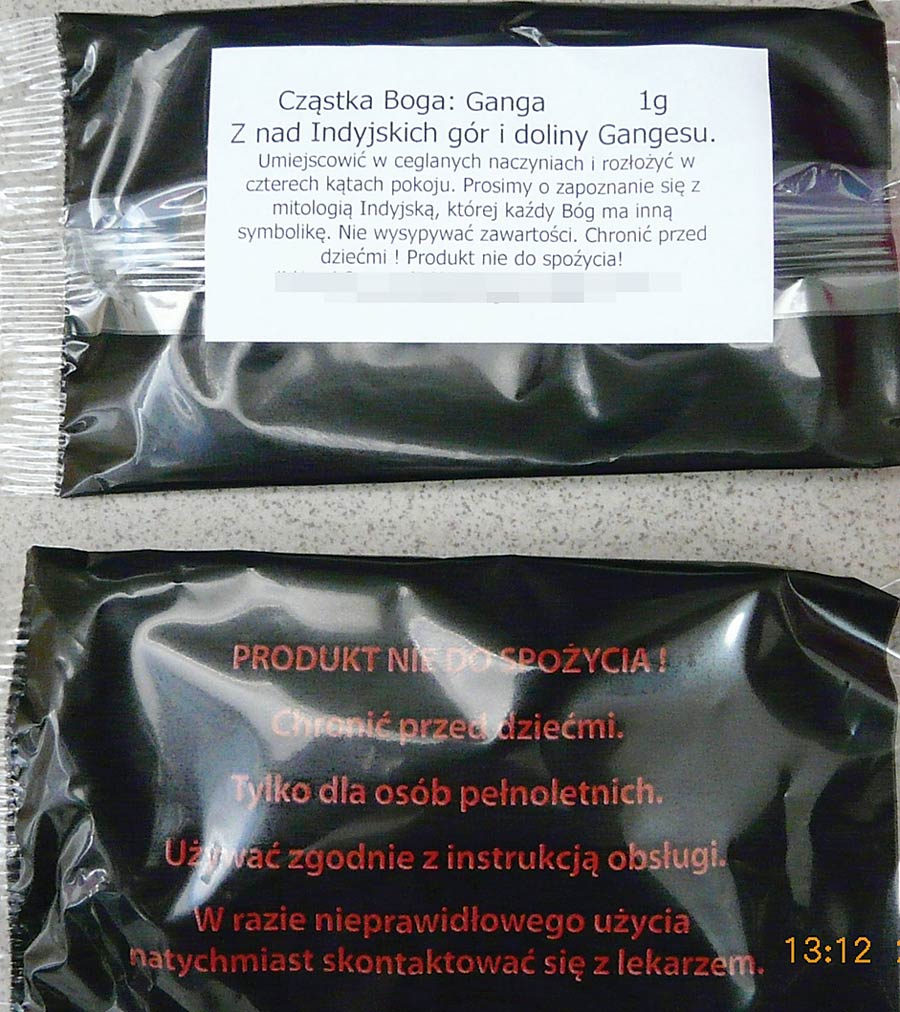 Cząstka Boga: Ganga 1g
Z nad Indyjskich gór i doliny Gangesu.
Umiejscowić w ceglanych naczyniach i rozłożyć w
czterech kątach pokoju. Prosimy o zapoznanie się z
mitologią Indyjską, której każdy Bóg ma inną
symbolikę. Nie wysypywać zawartości. Chronić przed
dziećmi ! Produkt nie do spożycia!
PRODUKT NIE DO SPOŻYCIA !
Chronić przed dziećmi.
Tylko dla osób pełnoletnich.
Używać zgodnie z instrukcją obsługi.
W razie nieprawidłowego użycia
natychmiast skontaktować się z lekarzem.
13:12